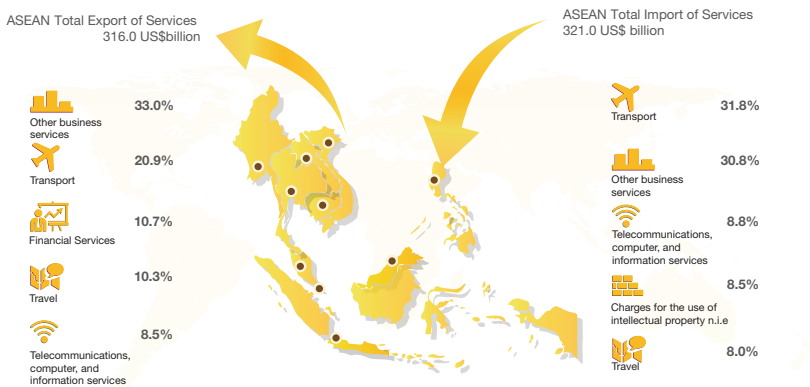 ASEAN Total Export of Services
316.0 US$billion
ASEAN Total Import of Services
321.0 US$ billion
33.0%
Other business
services
20.9%
Transport
10.7%
Financial Services
10.3%
Travel
8.5%
Telecommunications,
computer, and
information services
31.8%
Transport
30.8%
Other business
services
8.8%
Telecommunications,
computer, and
information services
8.5%
Charges for the use of
intellectual property n.i.e
8.0%
Travel